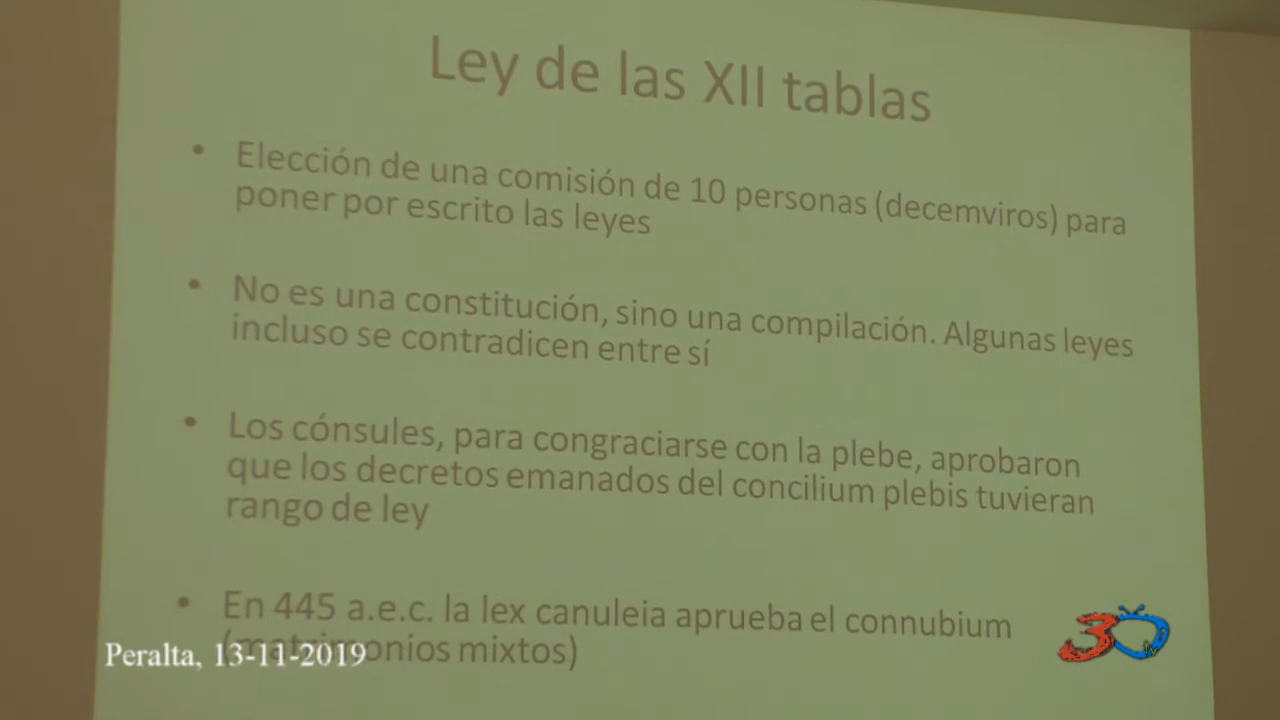 Ley de las XII tablas
• Elección de una comisión de 10 personas (decemviros) para
poner por escrito las leyes
• No es una constitución, sino una compilación. Algunas leyes
incluso se contradicen entre sí
• Los cónsules, para congraciarse con la plebe, aprobaron
que los decretos emanados del concilium plebis tuvieran
rango de ley
• En 445 a.e.c. la lex canuleia aprueba el connubium
(matrimonios mixtos)
Peralta, 13-11-2019
3